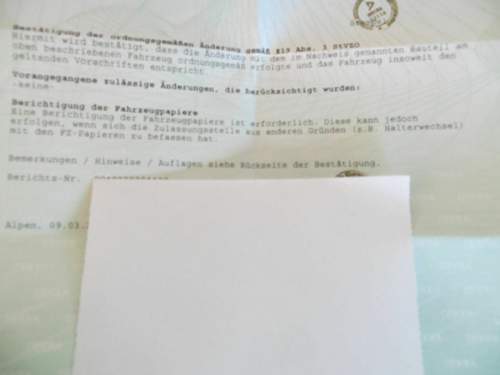 Bestätigung der ordnungsgemäßen Änderung gemäß §19 Abs. 3 StVZO
Hiermit wird bestätigt, dass die Änderung mit dem im Nachweis genannten Bauteil am
oben beschriebenen Fahrzeug ordnungsgemäß erfolgte und das Fahrzeug insoweit den
geltenden Vorschriften entspricht.
Vorangegangene zulässige Änderungen, die berücksichtigt wurden:
-keine-
Berichtigung der Fahrzeugpapiere
Eine Berichtigung der Fahrzeugpapiere ist erforderlich. Diese kann jedoch
erfolgen, wenn sich die Zulassungsstelle aus anderen Gründen (z.B. Halterwechsel)
mit den FZ-Papieren zu befassen hat.
Bemerkungen / Hinweise / Auflagen siehe Rückseite der Bestätigung.
Berichts-Nr.
Alpen, 09.03.